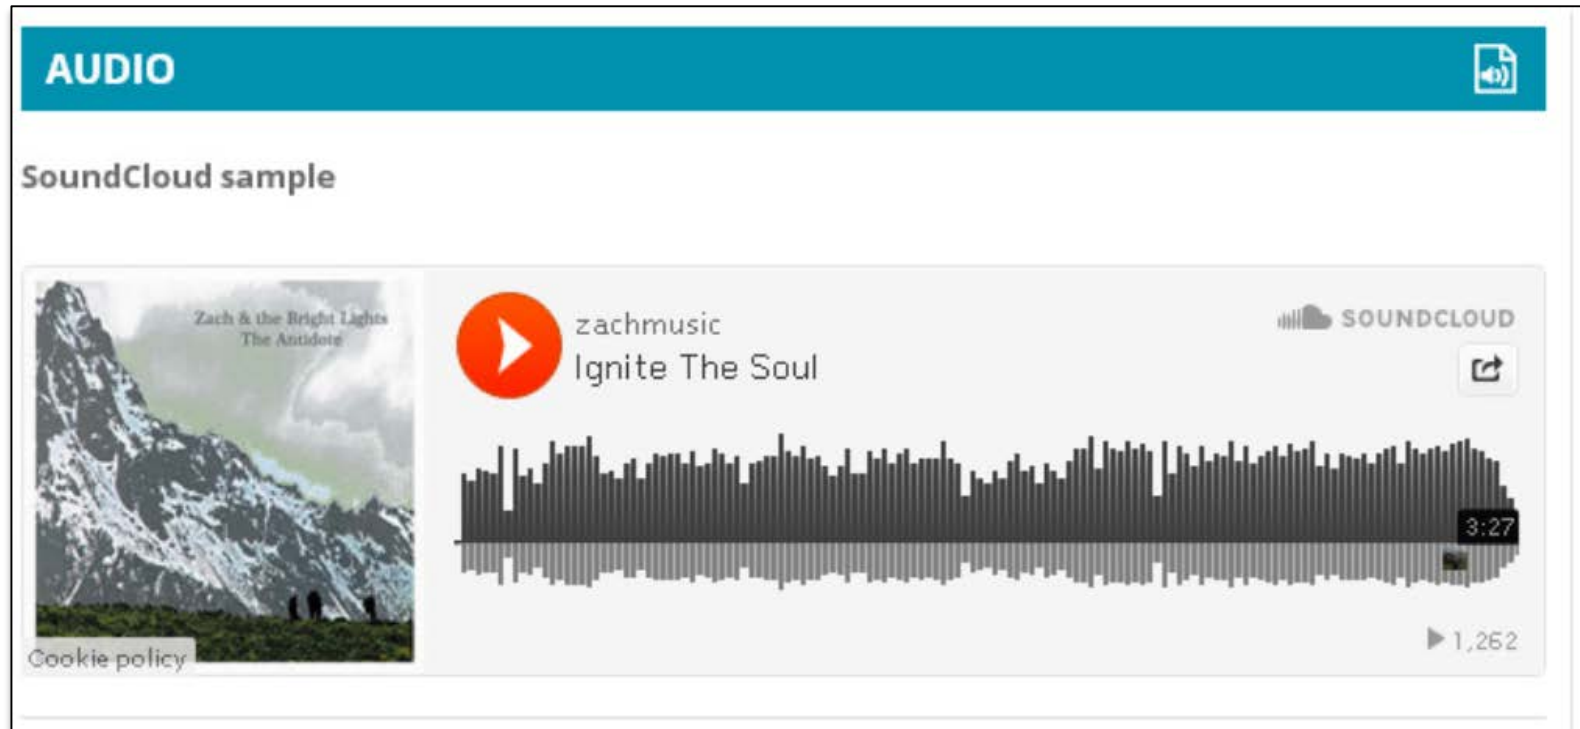 AUDIO
SoundCloud sample
Zach & the Bright Lights
The Antidote
zachmusic
Ignite The Soul
SOUNDCLOUD
3:27
1,262
Cookie policy